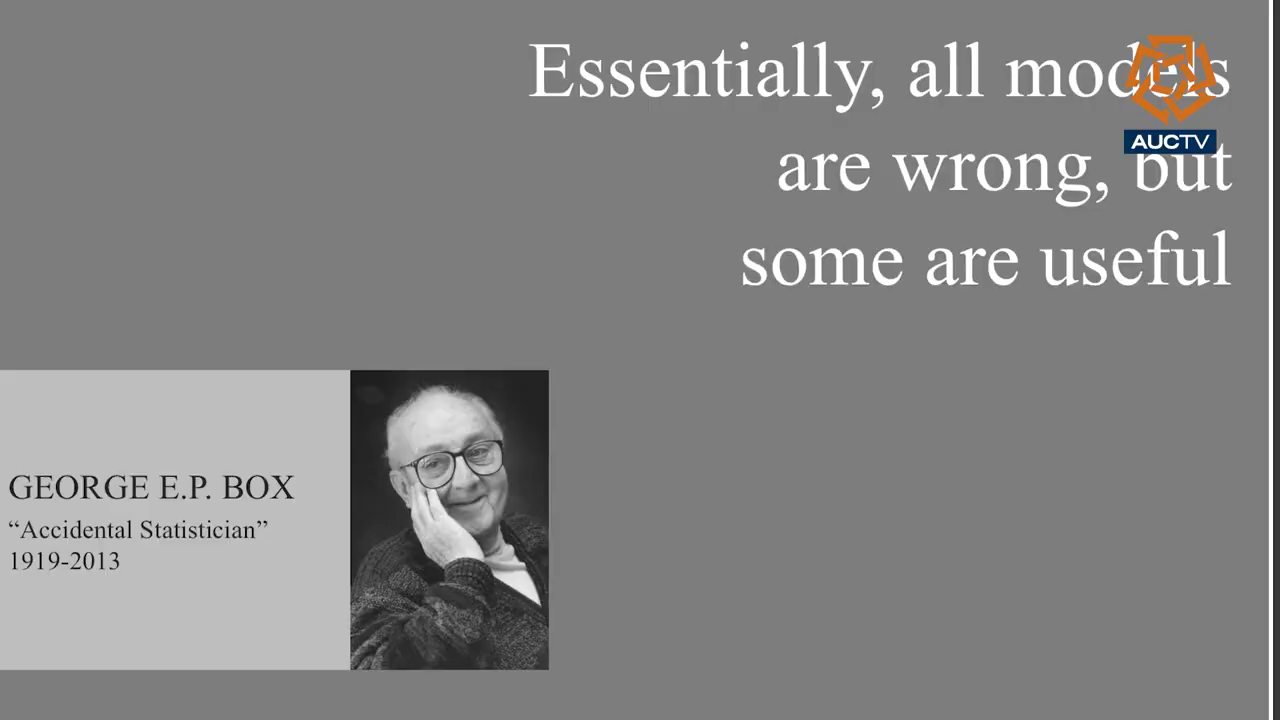 Essentially, all models
are wrong, but
some are useful
AUCTV
GEORGE E.P. BOX
“Accidental Statistician”
1919-2013